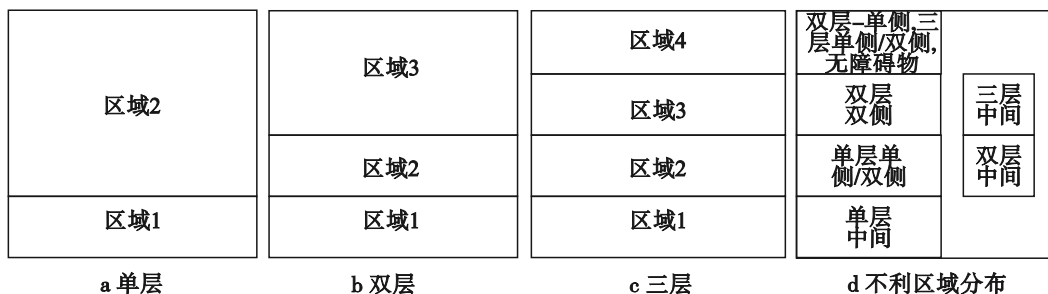 区域2
区域1
a 单层
区域3
区域2
区域1
b 双层
区域4
区域3
区域2
区域1
c 三层
双层-单侧,三
层单侧/双侧,
无障碍物
双层
双侧
三层
中间
单层单
侧/双侧
双层
中间
单层
中间
d 不利区域分布